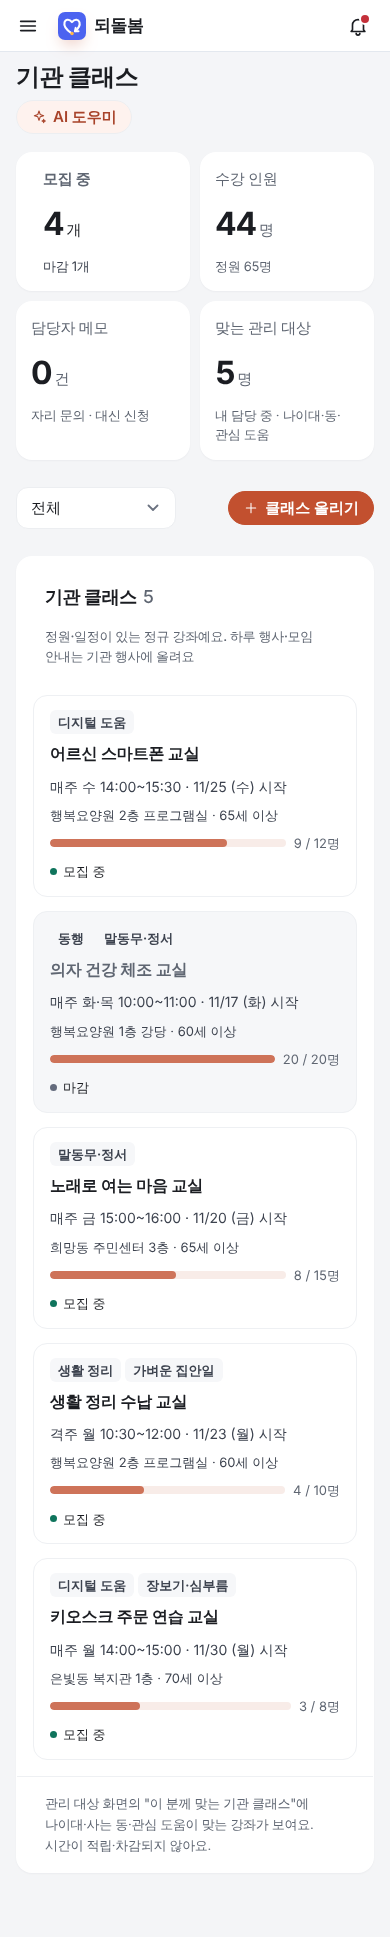 되돌봄
기관 클래스
AI 도우미
모집 중
4개
마감 1개
수강 인원
44명
정원 65명
담당자 메모
0건
자리 문의 · 대신 신청
맞는 관리 대상
5명
내 담당 중 · 나이대·동·
관심 도움
전체
+ 클래스 올리기
기관 클래스 5
정원·일정이 있는 정규 강좌예요. 하루 행사·모임
안내는 기관 행사에 올려요
디지털 도움
어르신 스마트폰 교실
매주 수 14:00~15:30 · 11/25 (수) 시작
행복요양원 2층 프로그램실 · 65세 이상
9 / 12명
모집 중
동행 말동무·정서
의자 건강 체조 교실
매주 화·목 10:00~11:00 · 11/17 (화) 시작
행복요양원 1층 강당 · 60세 이상
20 / 20명
마감
말동무·정서
노래로 여는 마음 교실
매주 금 15:00~16:00 · 11/20 (금) 시작
희망동 주민센터 3층 · 65세 이상
8 / 15명
모집 중
생활 정리 가벼운 집안일
생활 정리 수납 교실
격주 월 10:30~12:00 · 11/23 (월) 시작
행복요양원 2층 프로그램실 · 60세 이상
4 / 10명
모집 중
디지털 도움 장보기·심부름
키오스크 주문 연습 교실
매주 월 14:00~15:00 · 11/30 (월) 시작
은빛동 복지관 1층 · 70세 이상
3 / 8명
모집 중
관리 대상 화면의 "이 분께 맞는 기관 클래스"에
나이대·사는 동·관심 도움이 맞는 강좌가 보여요.
시간이 적립·차감되지 않아요.